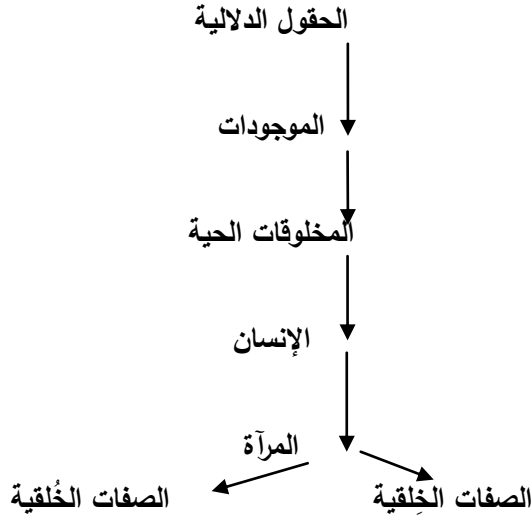 الحقول الدلالية
الموجودات
المخلوقات الحية
الإنسان
المرآة
الصفات الخِلقية
الصفات الخُلقية